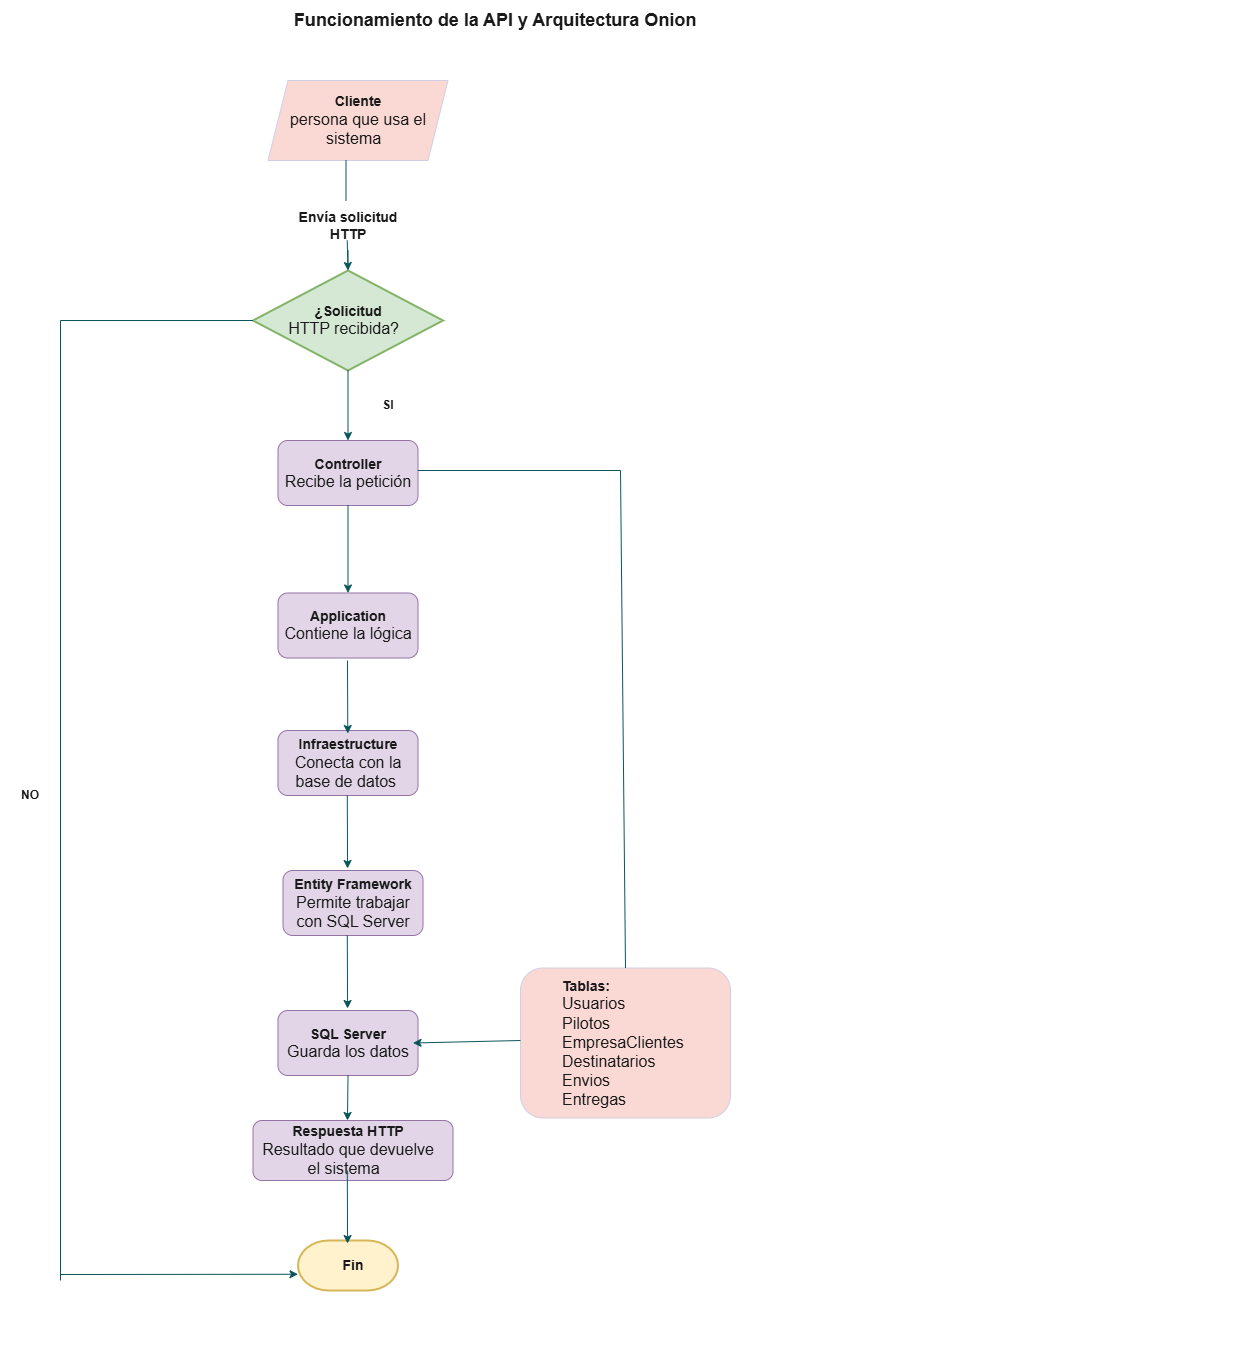 Funcionamiento de la API y Arquitectura Onion
Cliente
persona que usa el
sistema
Envía solicitud
HTTP
¿Solicitud
HTTP recibida?
SI
Controller
Recibe la petición
Application
Contiene la lógica
Infraestructure
Conecta con la
base de datos
NO
Entity Framework
Permite trabajar
con SQL Server
Tablas:
Usuarios
Pilotos
EmpresaClientes
Destinatarios
Envios
Entregas
SQL Server
Guarda los datos
Respuesta HTTP
Resultado que devuelve
el sistema
Fin